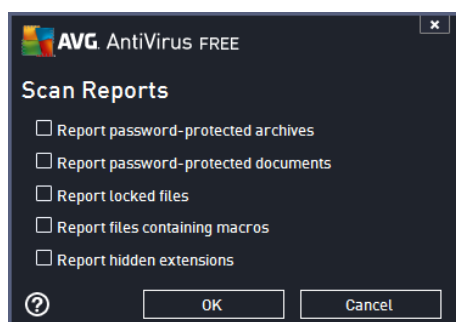 AVG. AntiVirus FREE
Scan Reports
Report password-protected archives
Report password-protected documents
Report locked files
Report files containing macros
Report hidden extensions
OK Cancel